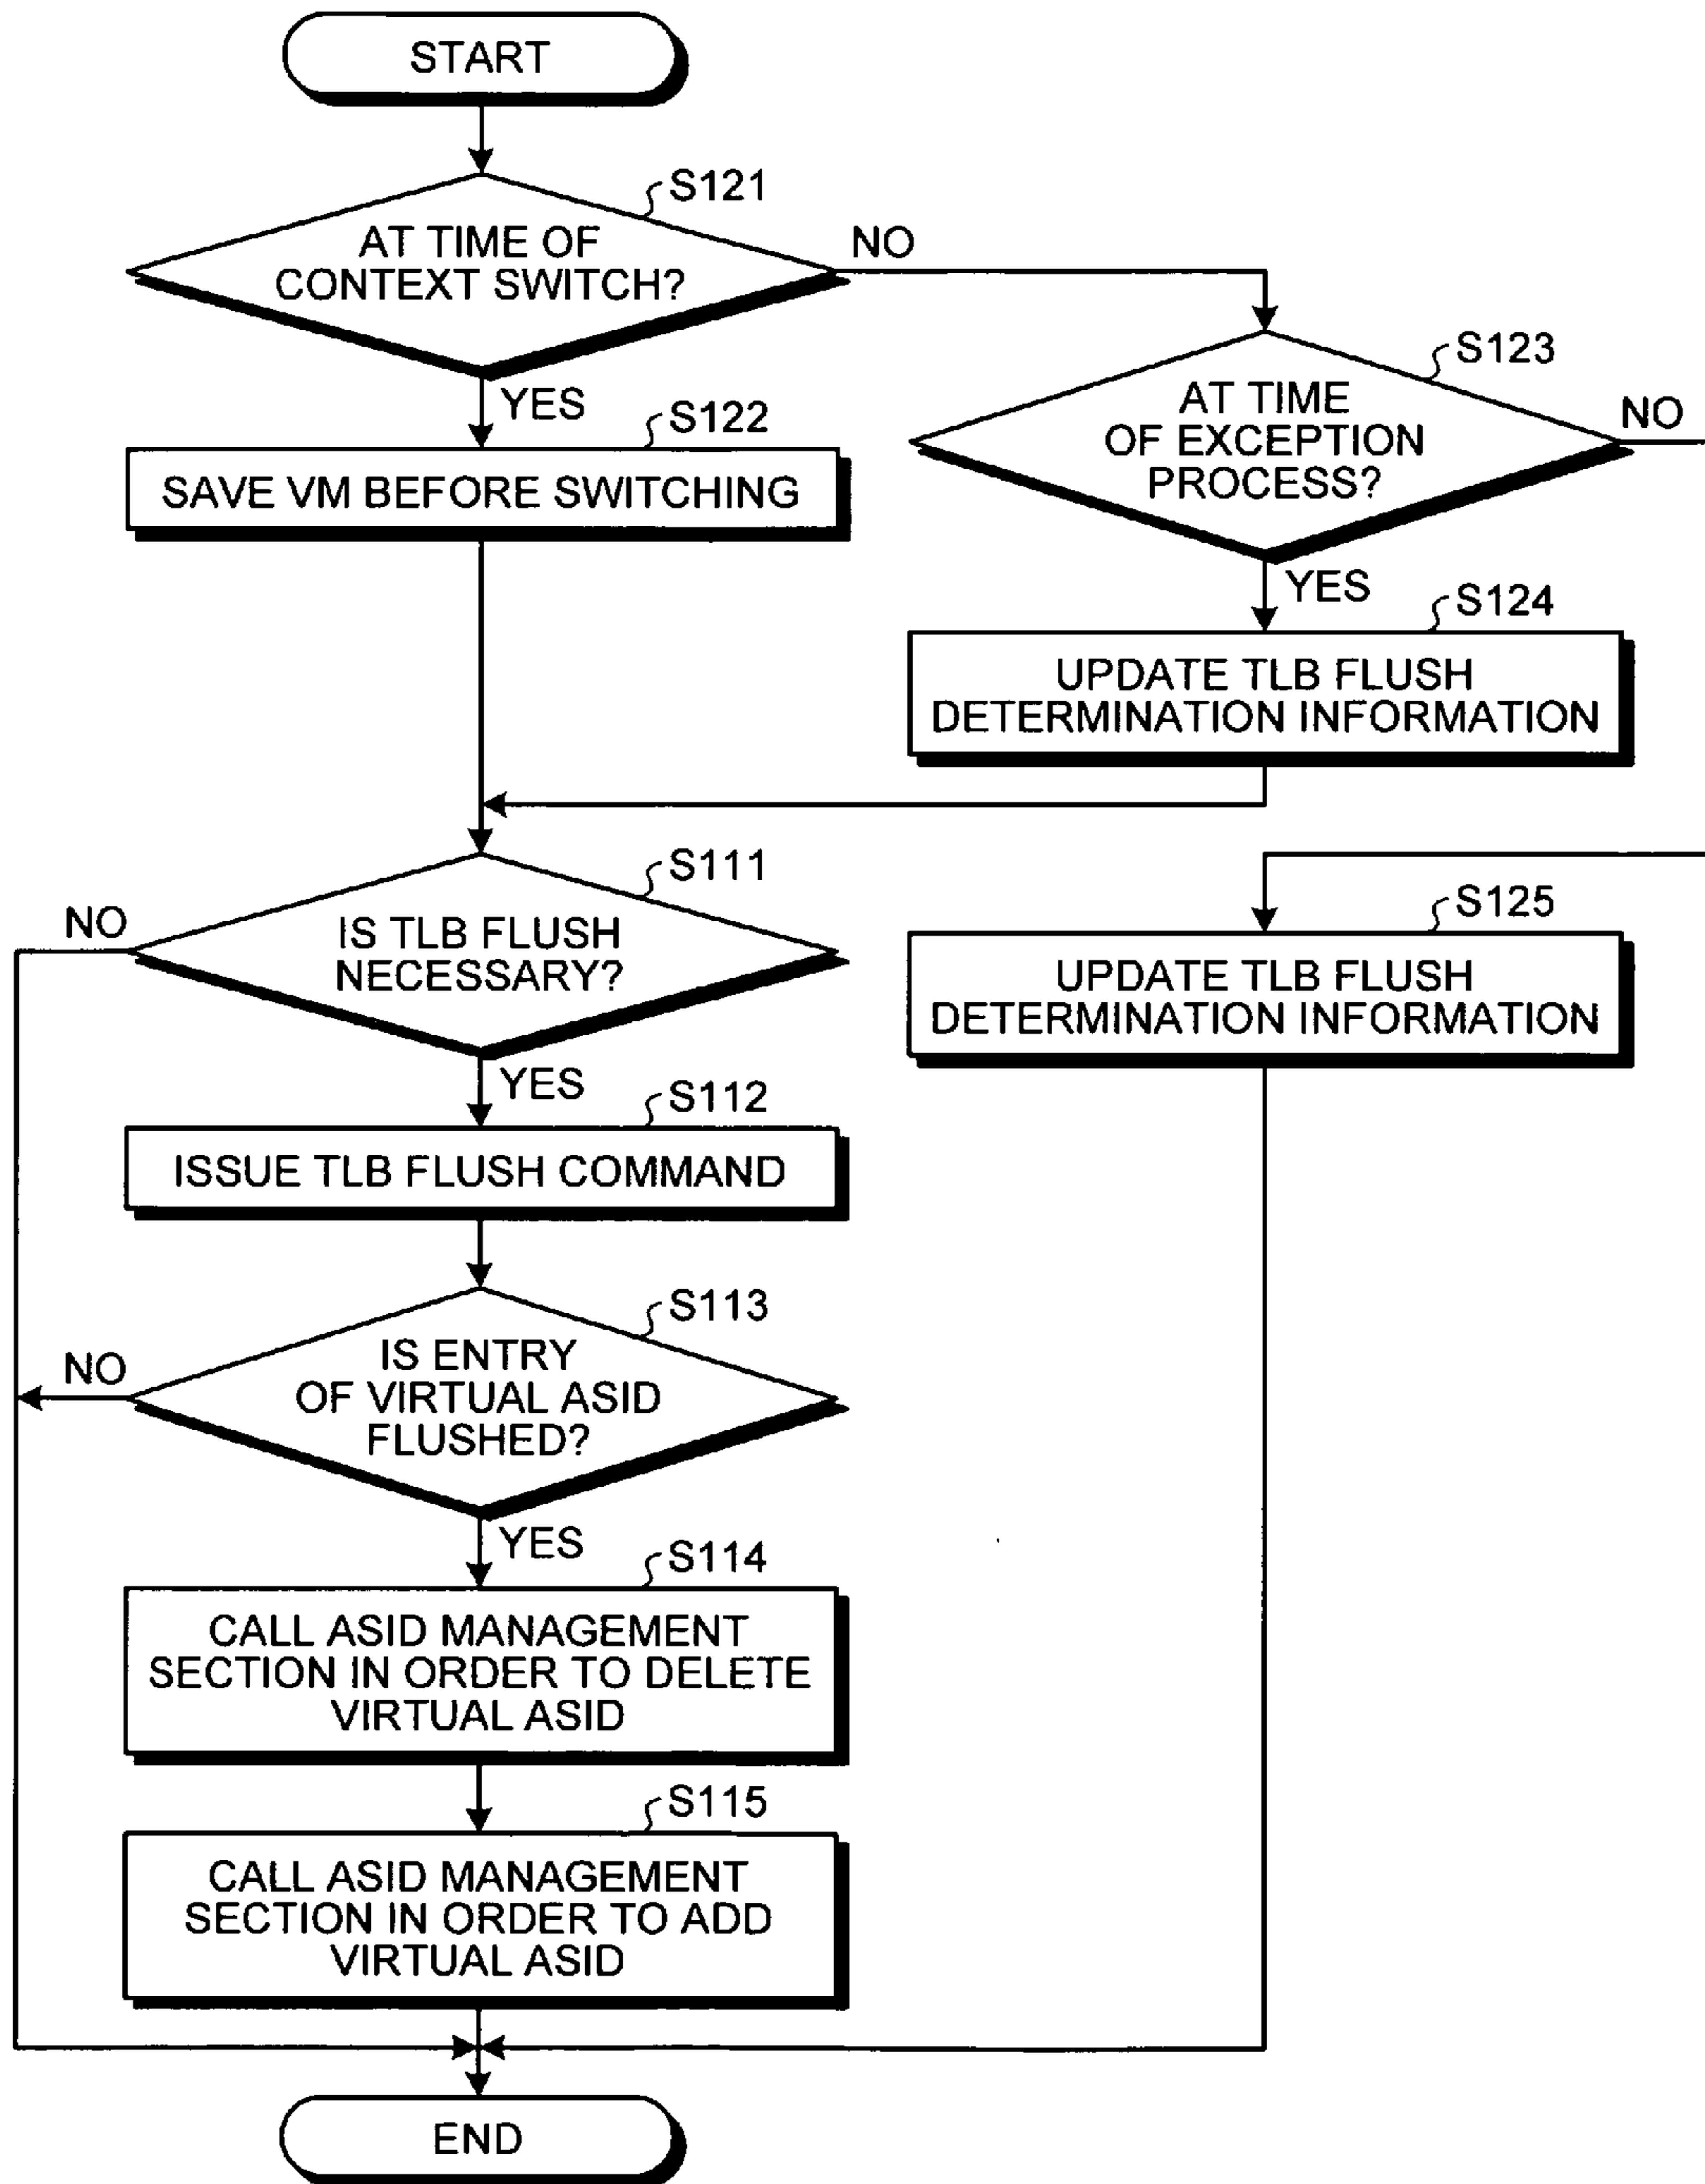 START
S121
AT TIME OF
CONTEXT SWITCH?
NO
YES
S122
SAVE VM BEFORE SWITCHING
S123
AT TIME
OF EXCEPTION
PROCESS?
NO
YES
S124
UPDATE TLB FLUSH
DETERMINATION INFORMATION
S111
IS TLB FLUSH
NECESSARY?
NO
YES
S125
UPDATE TLB FLUSH
DETERMINATION INFORMATION
S112
ISSUE TLB FLUSH COMMAND
S113
IS ENTRY
OF VIRTUAL ASID
FLUSHED?
NO
YES
S114
CALL ASID MANAGEMENT
SECTION IN ORDER TO DELETE
VIRTUAL ASID
S115
CALL ASID MANAGEMENT
SECTION IN ORDER TO ADD
VIRTUAL ASID
END